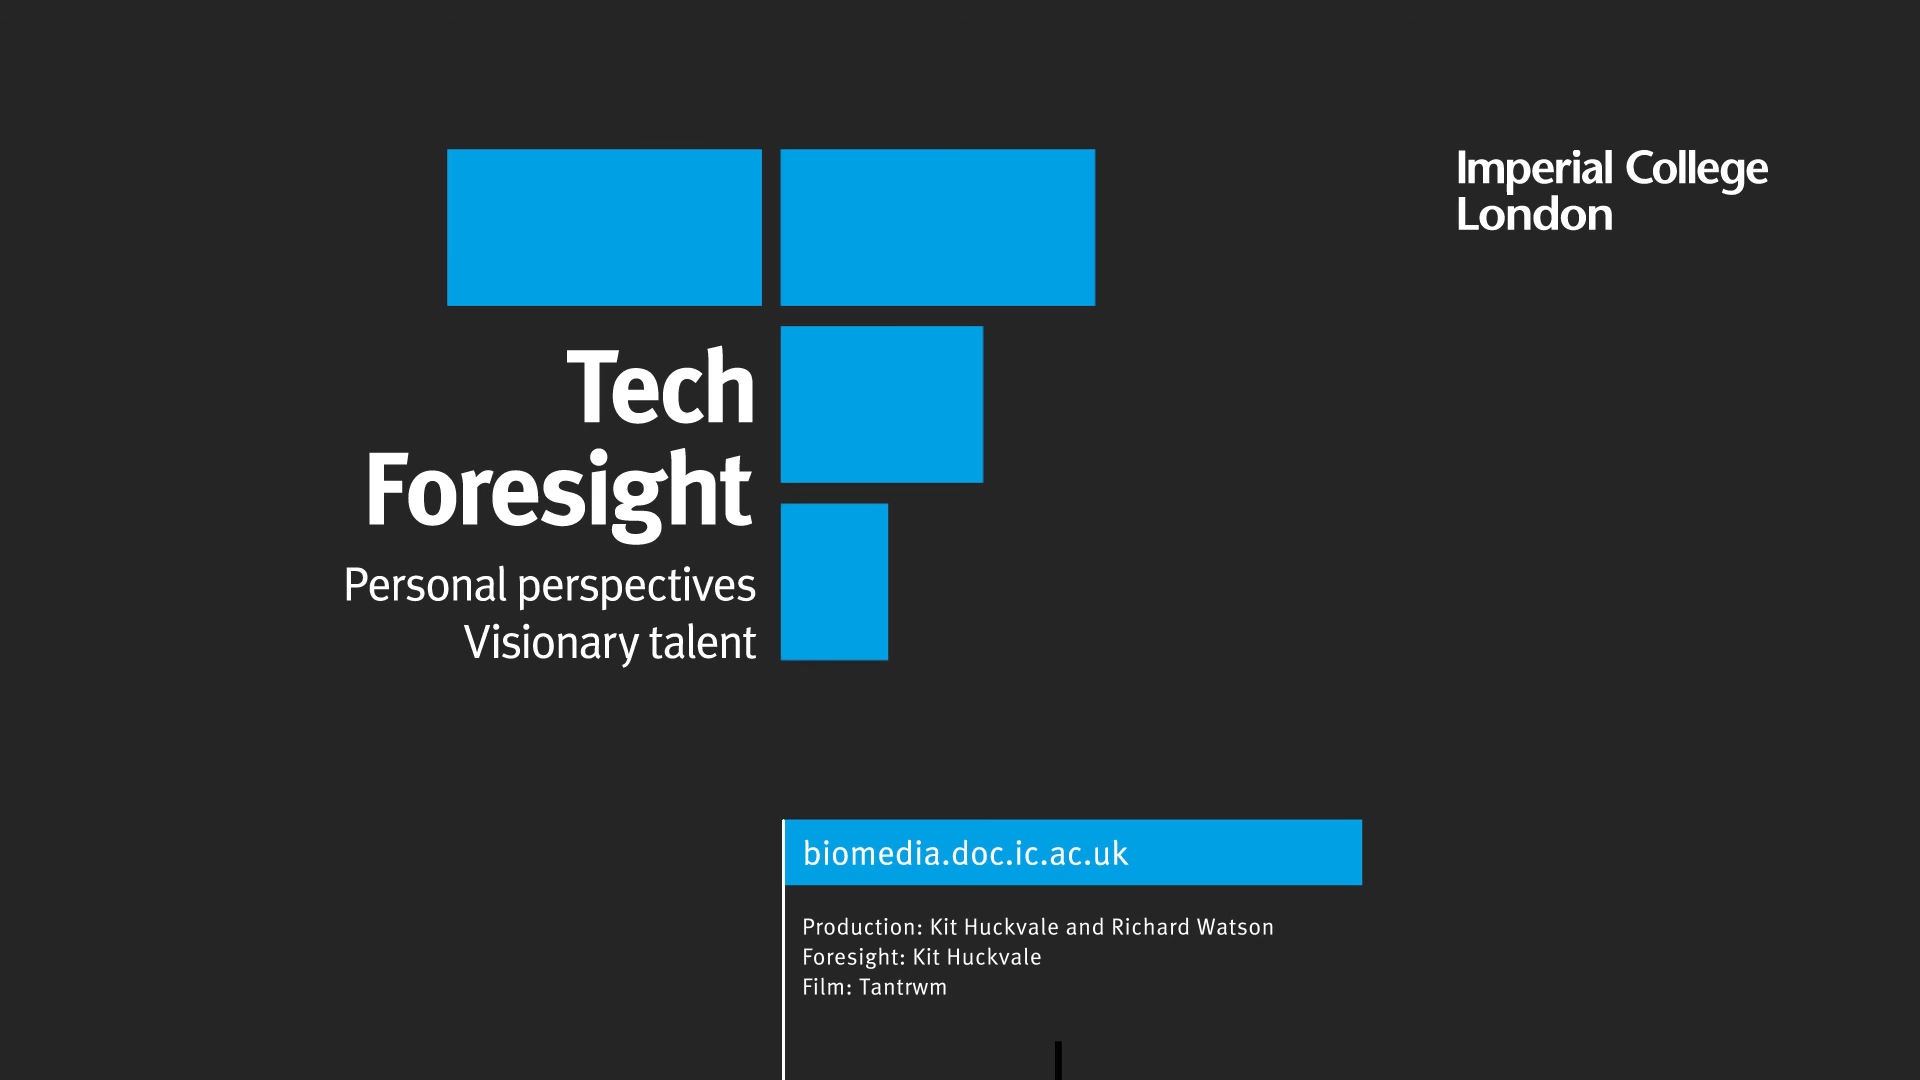 Imperial College
London
Tech
Foresight
Personal perspectives
Visionary talent
biomedia.doc.ic.ac.uk
Production: Kit Huckvale and Richard Watson
Foresight: Kit Huckvale
Film: Tantrwm